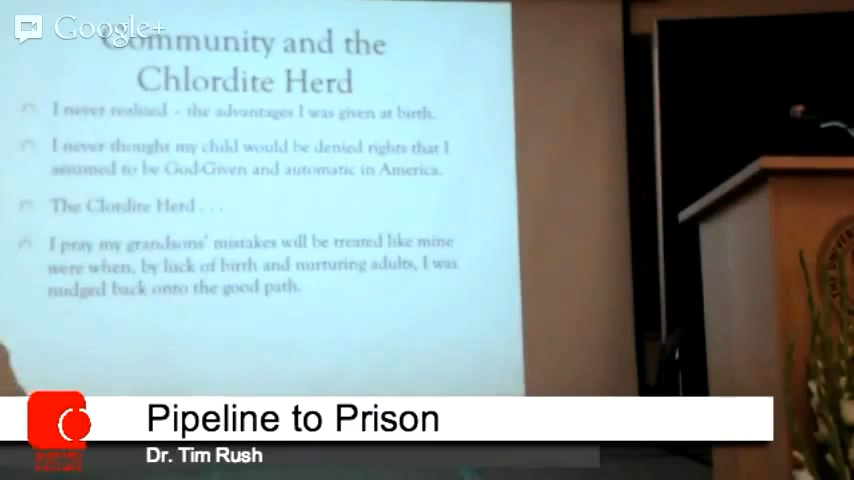 Google+
Community and the
Chlordite Herd
I never realized - the advantages I was given at birth.
I never thought my child would be denied rights that I
assumed to be God-Given and automatic in America.
The Clordite Herd . . .
I pray my grandsons' mistakes will be treated like mine
were when, by luck of birth and nurturing adults, I was
nudged back onto the good path.
THE UNIVERS
Pipeline to Prison
Dr. Tim Rush